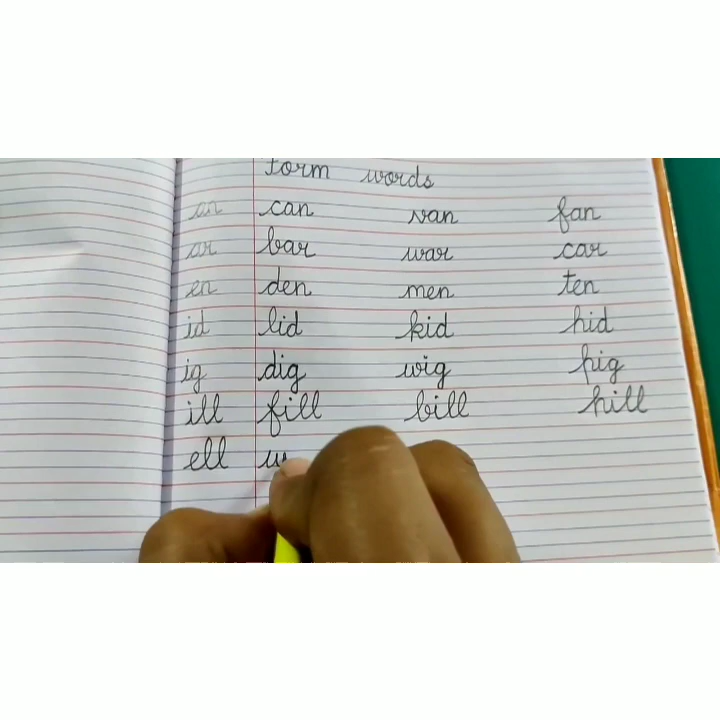 Form words
an can van fan
ar bar war car
en den men ten
id lid kid hid
ig dig wig pig
ill fill bill hill
ell w